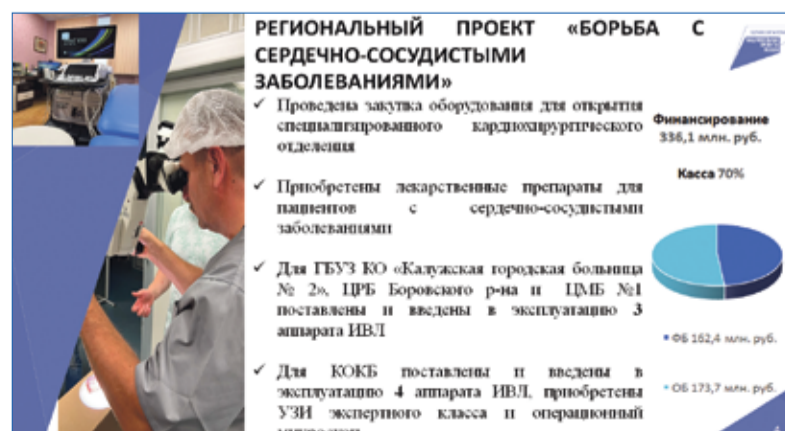 РЕГИОНАЛЬНЫЙ ПРОЕКТ «БОРЬБА С
СЕРДЕЧНО-СОСУДИСТЫМИ
ЗАБОЛЕВАНИЯМИ»
✓ Проведена закупка оборудования для открытия
специализированного кардиохирургического
отделения
✓ Приобретены лекарственные препараты для
пациентов с сердечно-сосудистыми
заболеваниями
✓ Для ГБУЗ КО «Калужская городская больница
№ 2», ЦРБ Боровского р-на и ЦМБ №1
поставлены и введены в эксплуатацию 3
аппарата ИВЛ
✓ Для КОКБ поставлены и введены в
эксплуатацию 4 аппарата ИВЛ, приобретены
УЗИ экспертного класса и операционный
Финансирование
336,1 млн. руб.
Касса 70%
ФБ 162,4 млн. руб.
ОБ 173,7 млн. руб.